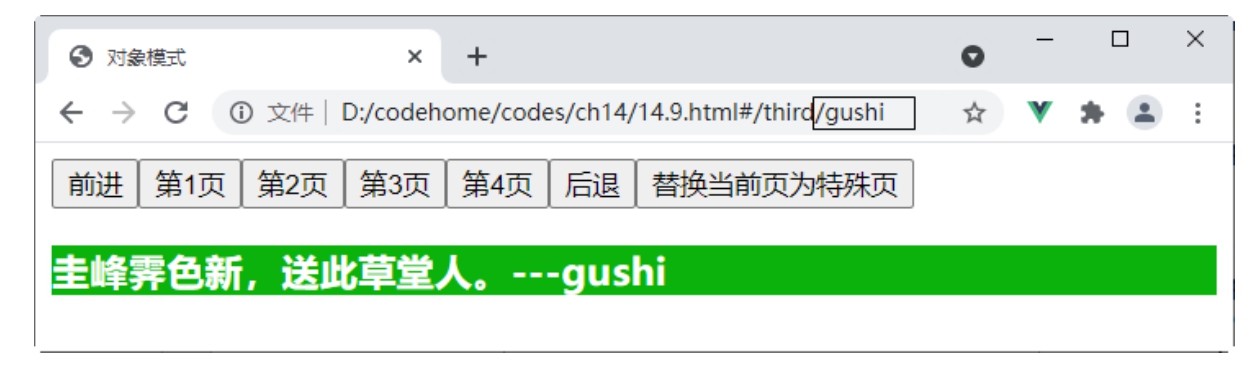 对象模式
文件 D:/codehome/codes/ch14/14.9.html#/third/gushi
前进 第1页 第2页 第3页 第4页 后退 替换当前页为特殊页
圭峰霁色新，送此草堂人。---gushi